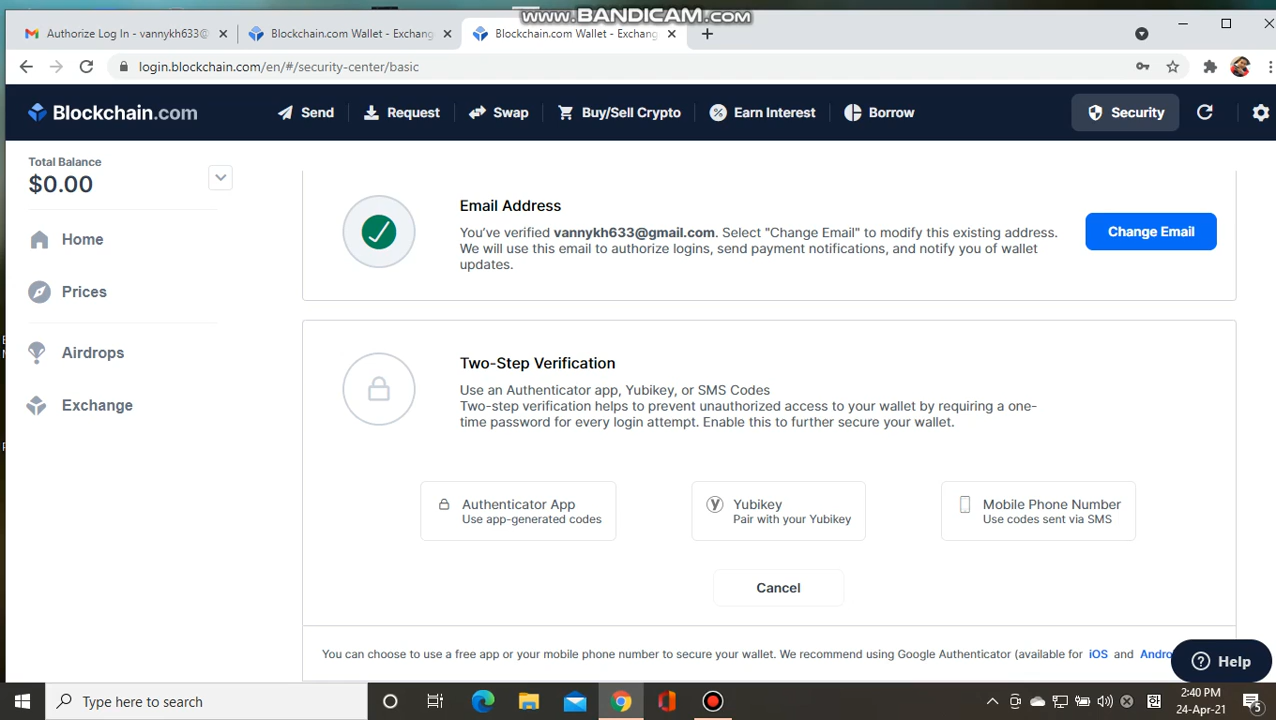 www.BANDICAM.com
Authorize Log In - vannykh633@
Blockchain.com Wallet - Exchang
Blockchain.com Wallet - Exchang
login.blockchain.com/en/#/security-center/basic
Blockchain.com
Send
Request
Swap
Buy/Sell Crypto
Earn Interest
Borrow
Security
Total Balance
$0.00
Home
Prices
Airdrops
Exchange
Email Address
You've verified vannykh633@gmail.com. Select "Change Email" to modify this existing address.
We will use this email to authorize logins, send payment notifications, and notify you of wallet
updates.
Change Email
Two-Step Verification
Use an Authenticator app, Yubikey, or SMS Codes
Two-step verification helps to prevent unauthorized access to your wallet by requiring a one-
time password for every login attempt. Enable this to further secure your wallet.
Authenticator App
Use app-generated codes
Yubikey
Pair with your Yubikey
Mobile Phone Number
Use codes sent via SMS
Cancel
You can choose to use a free app or your mobile phone number to secure your wallet. We recommend using Google Authenticator (available for iOS and Andro
Help
Type here to search
2:40 PM
24-Apr-21
5